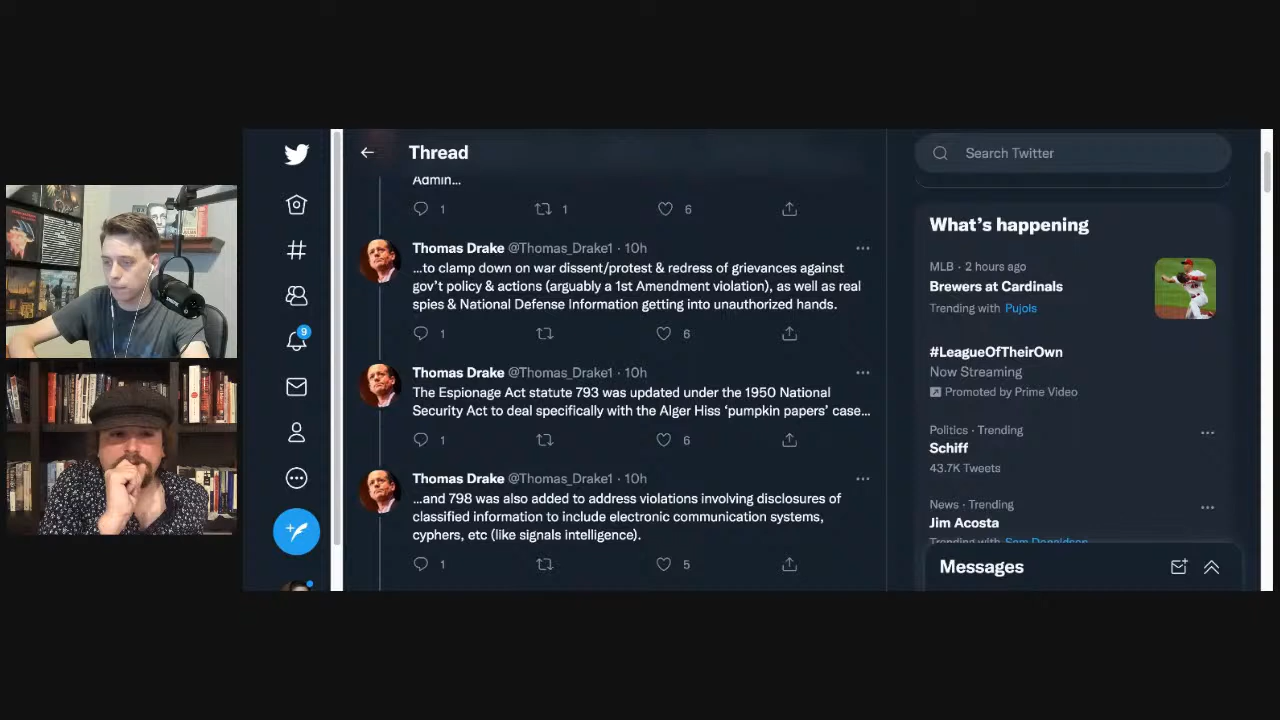 Thread
Search Twitter
Admin...
1
1
6
Thomas Drake @Thomas_Drake1 · 10h
...to clamp down on war dissent/protest & redress of grievances against
gov't policy & actions (arguably a 1st Amendment violation), as well as real
spies & National Defense Information getting into unauthorized hands.
1
6
Thomas Drake @Thomas_Drake1 · 10h
The Espionage Act statute 793 was updated under the 1950 National
Security Act to deal specifically with the Alger Hiss 'pumpkin papers' case...
1
6
Thomas Drake @Thomas_Drake1 · 10h
...and 798 was also added to address violations involving disclosures of
classified information to include electronic communication systems,
cyphers, etc (like signals intelligence).
1
5
9
What's happening
MLB · 2 hours ago
Brewers at Cardinals
Trending with Pujols
#LeagueOfTheirOwn
Now Streaming
Promoted by Prime Video
Politics · Trending
Schiff
43.7K Tweets
News · Trending
Jim Acosta
Trending with Sam Donaldson
Messages